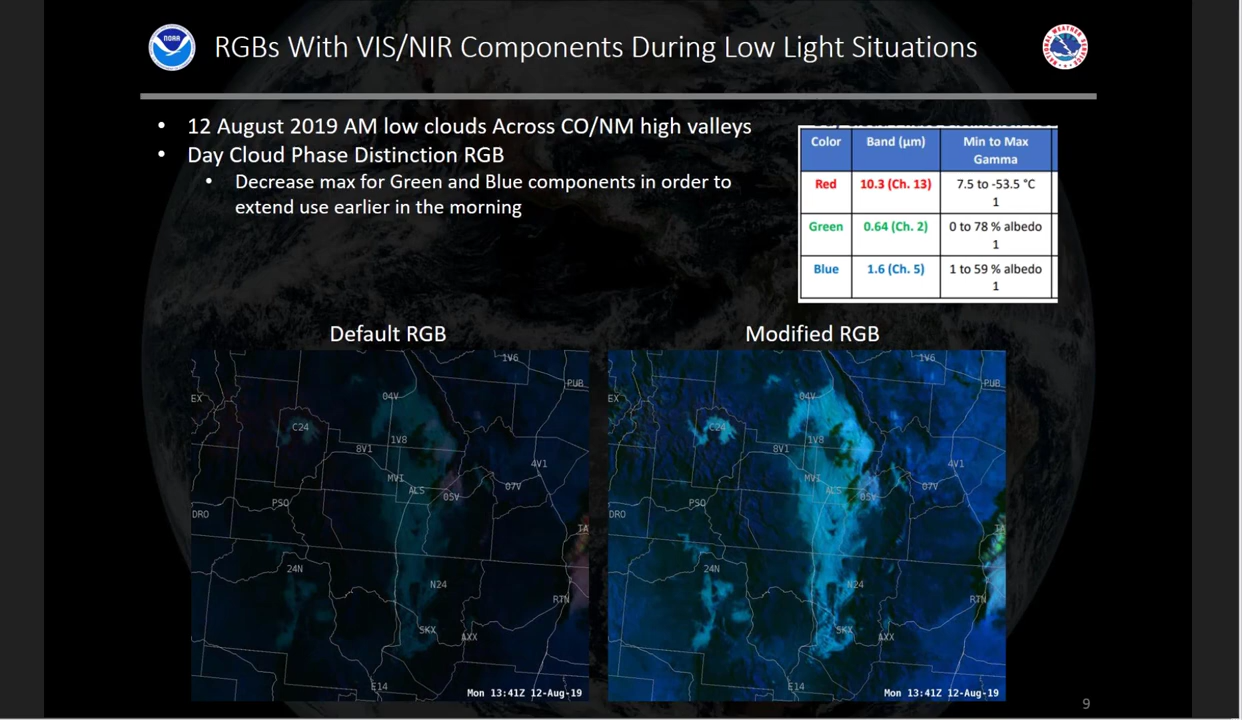 NOAA
RGBs With VIS/NIR Components During Low Light Situations
NATIONAL WEATHER SERVICE
• 12 August 2019 AM low clouds Across CO/NM high valleys
• Day Cloud Phase Distinction RGB
• Decrease max for Green and Blue components in order to
extend use earlier in the morning
Color Band (µm) Min to Max
Gamma
Red 10.3 (Ch. 13) 7.5 to -53.5 °C
1
Green 0.64 (Ch. 2) 0 to 78 % albedo
1
Blue 1.6 (Ch. 5) 1 to 59 % albedo
1
Default RGB
1V6
PUB
EX
04V
C24
1V8
8V1
4V1
MVI
ALS
05V
07V
PSO
DRO
TA
24N
N24
RTN
SKX
AXX
E14
Mon 13:41Z 12-Aug-19
Modified RGB
1V6
PUB
EX
04V
C24
1V8
8V1
4V1
MVI
ALS
05V
07V
PSO
DRO
TA
24N
N24
RTN
SKX
AXX
E14
Mon 13:41Z 12-Aug-19
9